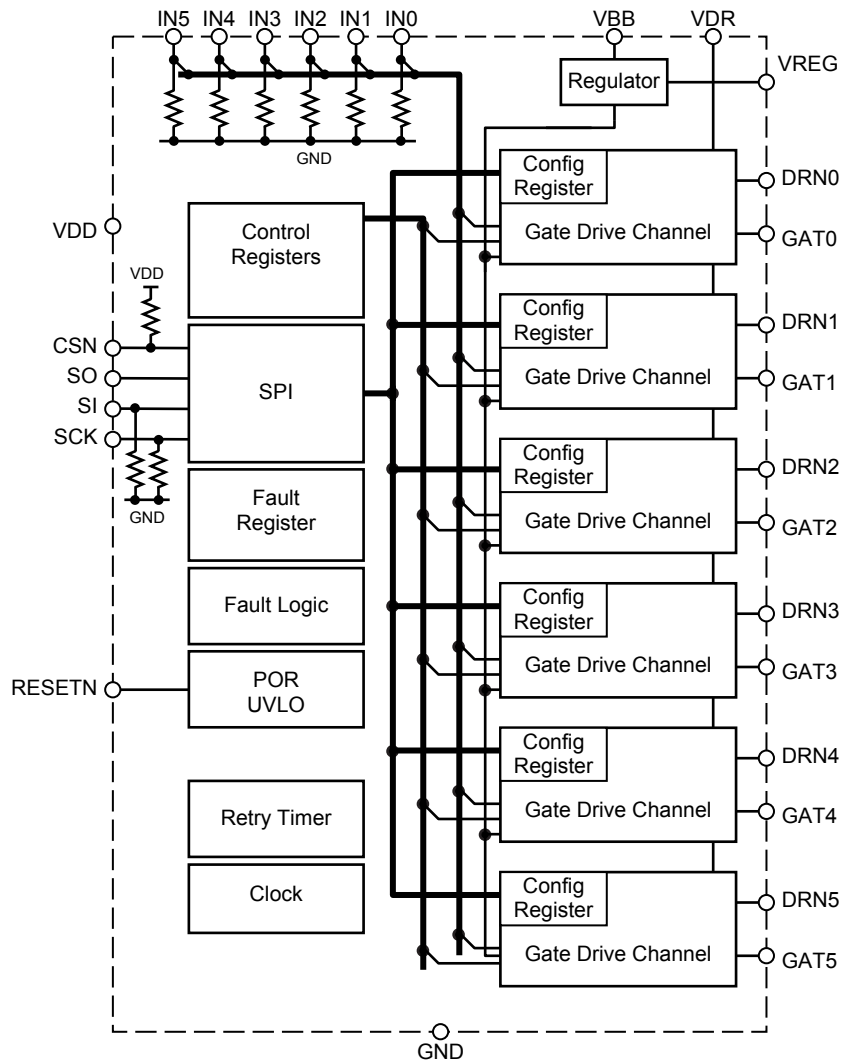 IN5 IN4 IN3 IN2 IN1 IN0 VBB VDR
Regulator
VREG
GND
Config
Register
Gate Drive Channel
DRN0
GAT0
VDD
Control
Registers
VDD
CSN
SO
SI
SCK
SPI
GND
Config
Register
Gate Drive Channel
DRN1
GAT1
Fault
Register
Config
Register
Gate Drive Channel
DRN2
GAT2
Fault Logic
Config
Register
Gate Drive Channel
DRN3
GAT3
RESETN
POR
UVLO
Config
Register
Gate Drive Channel
DRN4
GAT4
Retry Timer
Clock
Config
Register
Gate Drive Channel
DRN5
GAT5
GND